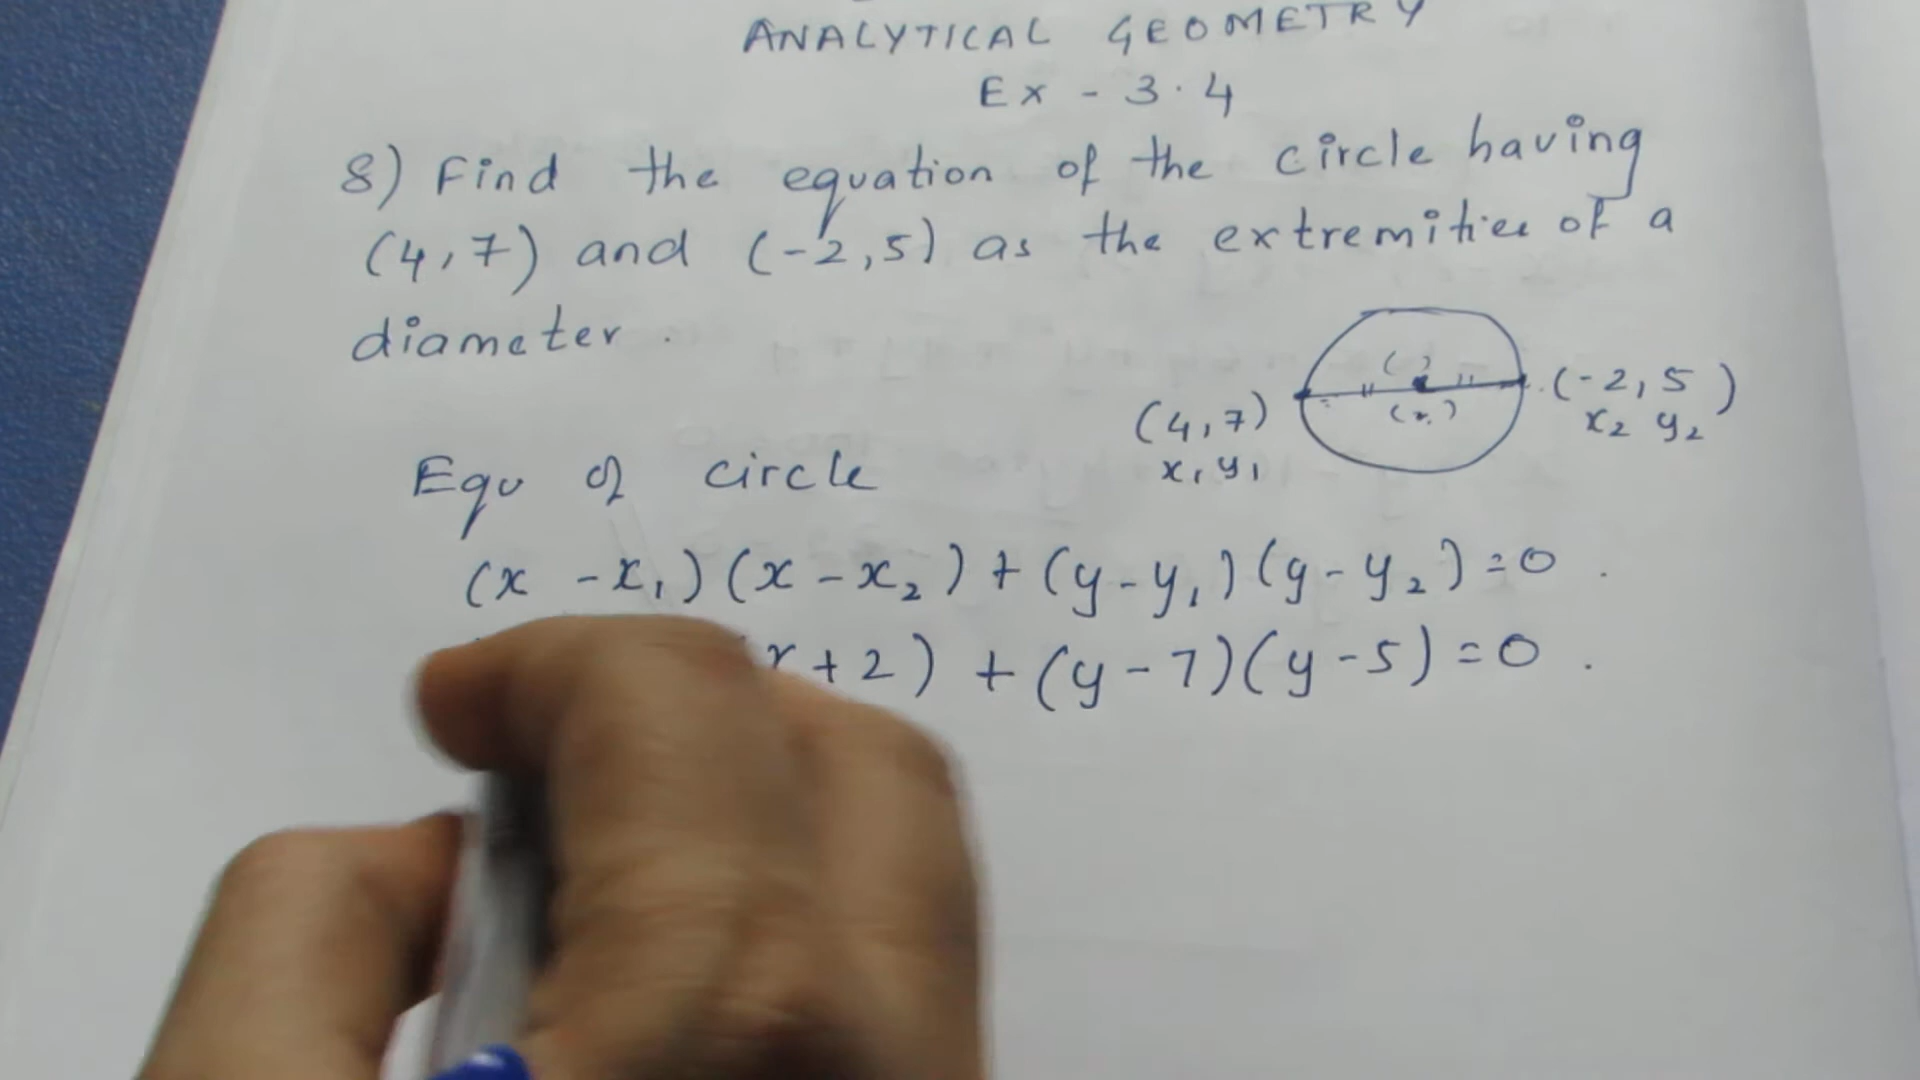 ANALYTICAL GEOMETRY
Ex - 3.4
8) Find the equation of the circle having
(4,7) and (-2,5) as the extremities of a
diameter.
(4,7)
x₁ y₁
(-2,5)
x₂ y₂
Equ of circle
(x - x₁)(x - x₂) + (y - y₁)(y - y₂) = 0.
x + 2) + (y - 7)(y - 5) = 0.